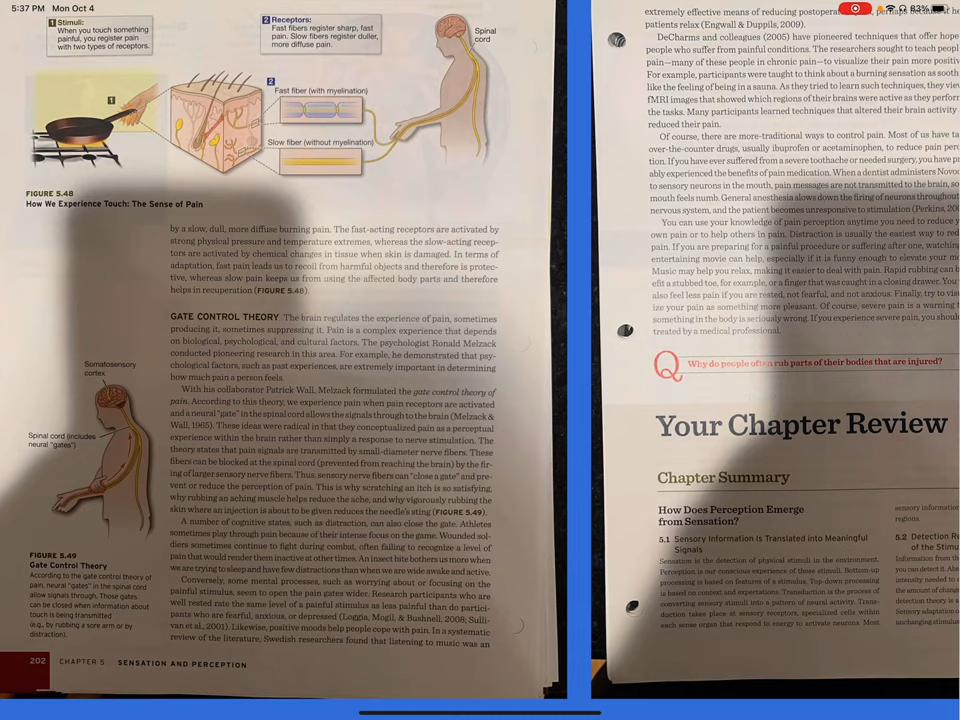 5:37 PM Mon Oct 4
83%
1 Stimuli:
When you touch something
painful, you register pain
with two types of receptors.
2 Receptors:
Fast fibers register sharp, fast
pain. Slow fibers register duller,
more diffuse pain.
Spinal
cord
1
2
Fast fiber (with myelination)
Slow fiber (without myelination)
FIGURE 5.48
How We Experience Touch: The Sense of Pain
by a slow, dull, more diffuse burning pain. The fast-acting receptors are activated by
strong physical pressure and temperature extremes, whereas the slow-acting recep-
tors are activated by chemical changes in tissue when skin is damaged. In terms of
adaptation, fast pain leads us to recoil from harmful objects and therefore is protec-
tive, whereas slow pain keeps us from using the affected body parts and therefore
helps in recuperation (FIGURE 5.48).
GATE CONTROL THEORY The brain regulates the experience of pain, sometimes
producing it, sometimes suppressing it. Pain is a complex experience that depends
on biological, psychological, and cultural factors. The psychologist Ronald Melzack
conducted pioneering research in this area. For example, he demonstrated that psy-
chological factors, such as past experiences, are extremely important in determining
how much pain a person feels.
With his collaborator Patrick Wall, Melzack formulated the gate control theory of
pain. According to this theory, we experience pain when pain receptors are activated
and a neural "gate" in the spinal cord allows the signals through to the brain (Melzack &
Wall, 1965). These ideas were radical in that they conceptualized pain as a perceptual
experience within the brain rather than simply a response to nerve stimulation. The
theory states that pain signals are transmitted by small-diameter nerve fibers. These
fibers can be blocked at the spinal cord (prevented from reaching the brain) by the fir-
ing of larger sensory nerve fibers. Thus, sensory nerve fibers can "close a gate" and pre-
vent or reduce the perception of pain. This is why scratching an itch is so satisfying,
why rubbing an aching muscle helps reduce the ache, and why vigorously rubbing the
skin where an injection is about to be given reduces the needle's sting (FIGURE 5.49).
A number of cognitive states, such as distraction, can also close the gate. Athletes
sometimes play through pain because of their intense focus on the game. Wounded sol-
diers sometimes continue to fight during combat, often failing to recognize a level of
pain that would render them inactive at other times. An insect bite bothers us more when
we are trying to sleep and have few distractions than when we are wide awake and active.
Conversely, some mental processes, such as worrying about or focusing on the
painful stimulus, seem to open the pain gates wider. Research participants who are
well rested rate the same level of a painful stimulus as less painful than do partici-
pants who are fearful, anxious, or depressed (Loggia, Mogil, & Bushnell, 2008; Sulli-
van et al., 2001). Likewise, positive moods help people cope with pain. In a systematic
review of the literature, Swedish researchers found that listening to music was an
Somatosensory
cortex
Spinal cord (includes
neural "gates")
FIGURE 5.49
Gate Control Theory
According to the gate control theory of
pain, neural "gates" in the spinal cord
allow signals through. Those gates
can be closed when information about
touch is being transmitted
(e.g., by rubbing a sore arm or by
distraction).
202 CHAPTER 5 SENSATION AND PERCEPTION
extremely effective means of reducing postopera
patients relax (Engwall & Duppils, 2009).
DeCharms and colleagues (2005) have pioneered techniques that offer hope
people who suffer from painful conditions. The researchers sought to teach peopl
pain—many of these people in chronic pain—to visualize their pain more positiv
For example, participants were taught to think about a burning sensation as sooth
like the feeling of being in a sauna. As they tried to learn such techniques, they view
fMRI images that showed which regions of their brains were active as they perform
the tasks. Many participants learned techniques that altered their brain activity
reduced their pain.
Of course, there are more-traditional ways to control pain. Most of us have ta
over-the-counter drugs, usually ibuprofen or acetaminophen, to reduce pain perc
tion. If you have ever suffered from a severe toothache or needed surgery, you have pr
ably experienced the benefits of pain medication. When a dentist administers Novoc
to sensory neurons in the mouth, pain messages are not transmitted to the brain, so
mouth feels numb. General anesthesia slows down the firing of neurons throughout
nervous system, and the patient becomes unresponsive to stimulation (Perkins, 200
You can use your knowledge of pain perception anytime you need to reduce y
own pain or to help others in pain. Distraction is usually the easiest way to red
pain. If you are preparing for a painful procedure or suffering after one, watching
entertaining movie can help, especially if it is funny enough to elevate your mo
Music may help you relax, making it easier to deal with pain. Rapid rubbing can b
efit a stubbed toe, for example, or a finger that was caught in a closing drawer. You
also feel less pain if you are rested, not fearful, and not anxious. Finally, try to vis
ize your pain as something more pleasant. Of course, severe pain is a warning t
something in the body is seriously wrong. If you experience severe pain, you shoul
treated by a medical professional.
Q Why do people often rub parts of their bodies that are injured?
Your Chapter Review
Chapter Summary
How Does Perception Emerge
from Sensation?
5.1 Sensory Information Is Translated into Meaningful
Signals
Sensation is the detection of physical stimuli in the environment.
Perception is our conscious experience of those stimuli. Bottom-up
processing is based on features of a stimulus. Top-down processing
is based on context and expectations. Transduction is the process of
converting sensory stimuli into a pattern of neural activity. Trans-
duction takes place at sensory receptors, specialized cells within
each sense organ that respond to energy to activate neurons. Most
sensory information
regions.
5.2 Detection Re
of the Stimu
Information from th
you can detect it. Abs
intensity needed to
the amount of change
detection theory is a
Sensory adaptation o
unchanging stimulus